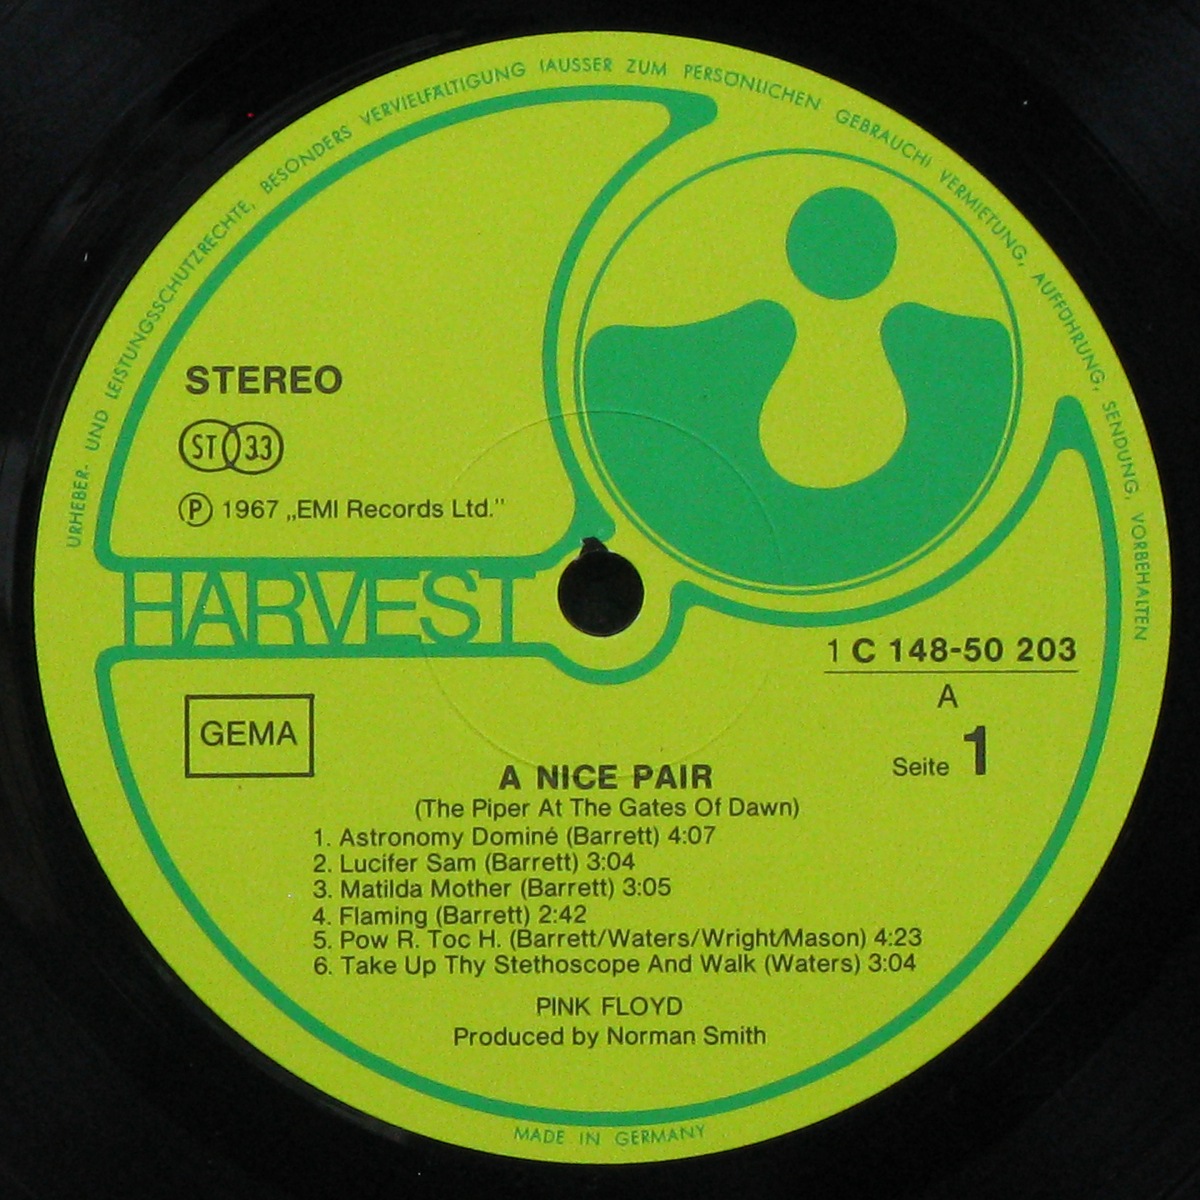 URHEBER- UND LEISTUNGSSCHUTZRECHTE, BESONDERS VERVIELFÄLTIGUNG (AUSSER ZUM PERSÖNLICHEN GEBRAUCH) VERMIETUNG, AUFFÜHRUNG, SENDUNG, VORBEHALTEN
STEREO
ST 33
Ⓟ 1967 „EMI Records Ltd."
HARVEST
1 C 148-50 203
A
Seite 1
GEMA
A NICE PAIR
(The Piper At The Gates Of Dawn)
1. Astronomy Dominé (Barrett) 4:07
2. Lucifer Sam (Barrett) 3:04
3. Matilda Mother (Barrett) 3:05
4. Flaming (Barrett) 2:42
5. Pow R. Toc H. (Barrett/Waters/Wright/Mason) 4:23
6. Take Up Thy Stethoscope And Walk (Waters) 3:04
PINK FLOYD
Produced by Norman Smith
MADE IN GERMANY